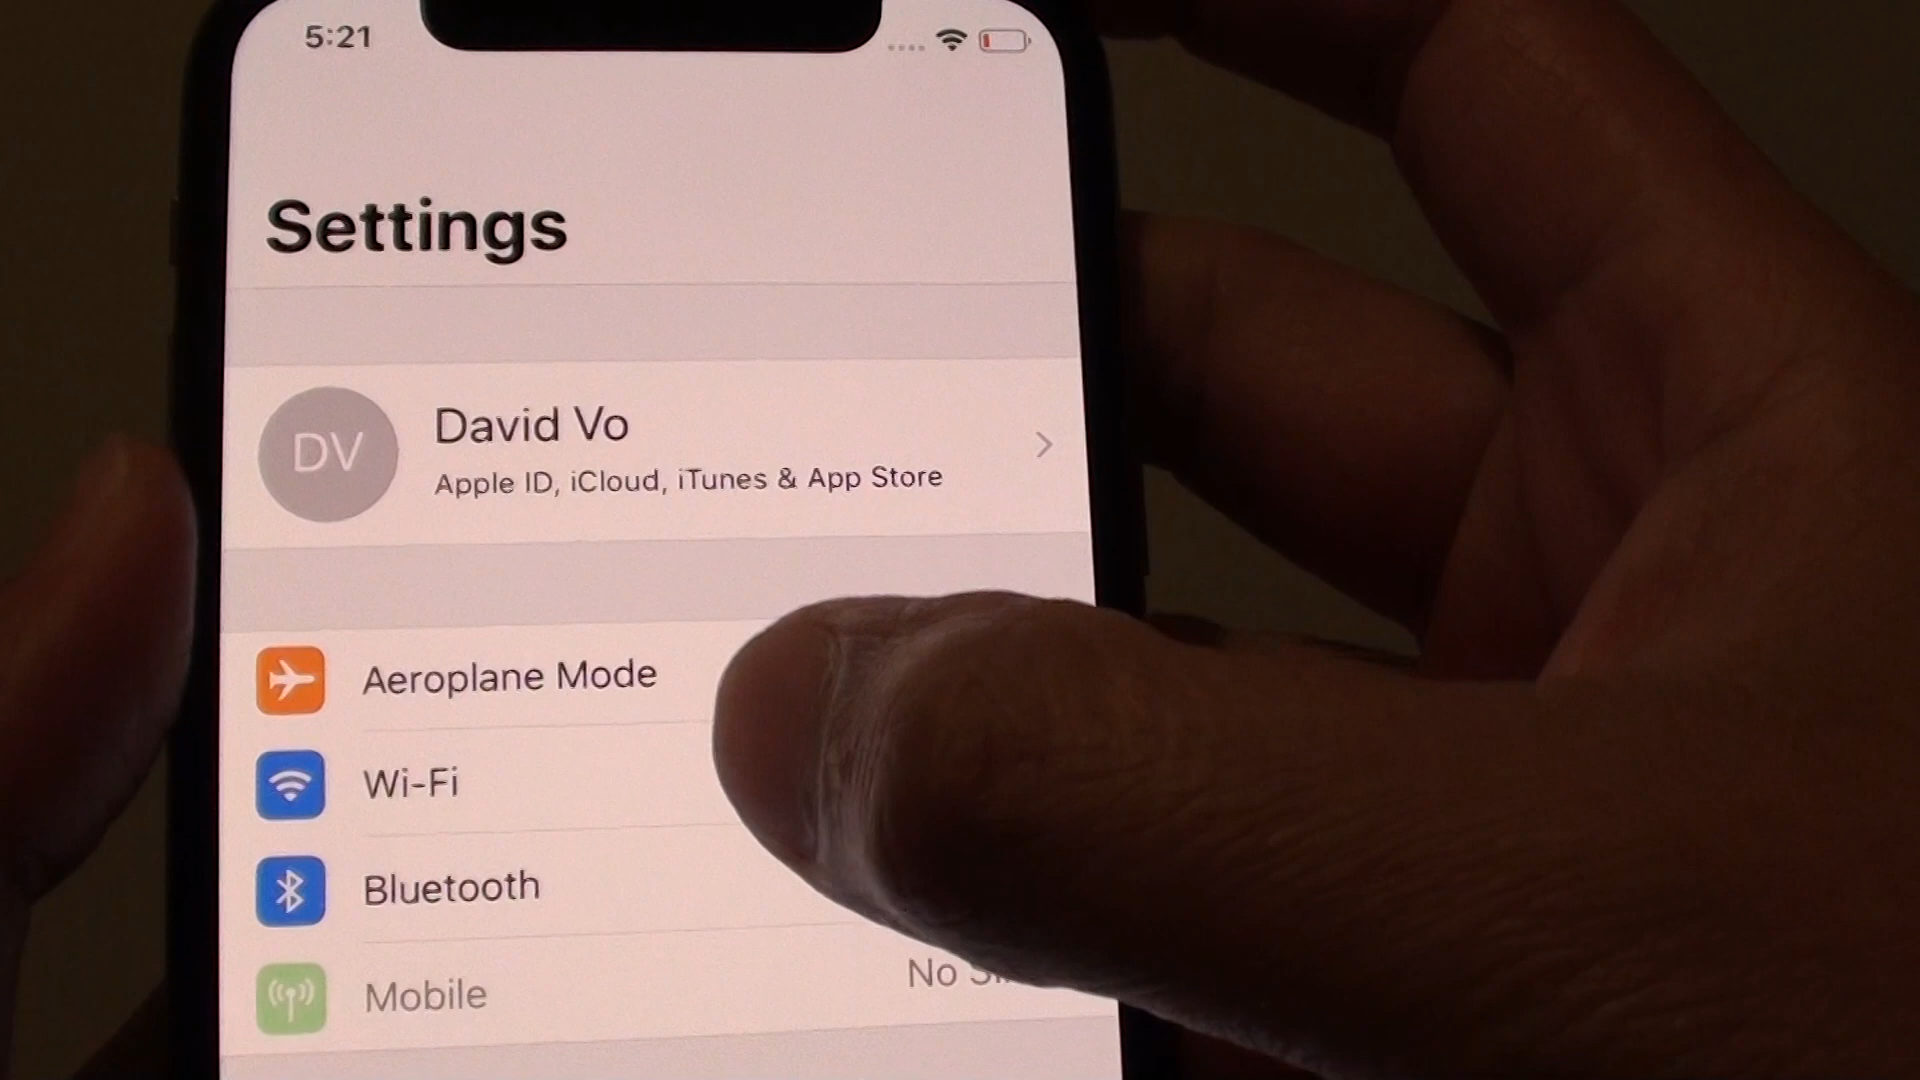 5:21
Settings
DV
David Vo
Apple ID, iCloud, iTunes & App Store
Aeroplane Mode
Wi-Fi
Bluetooth
Mobile
No